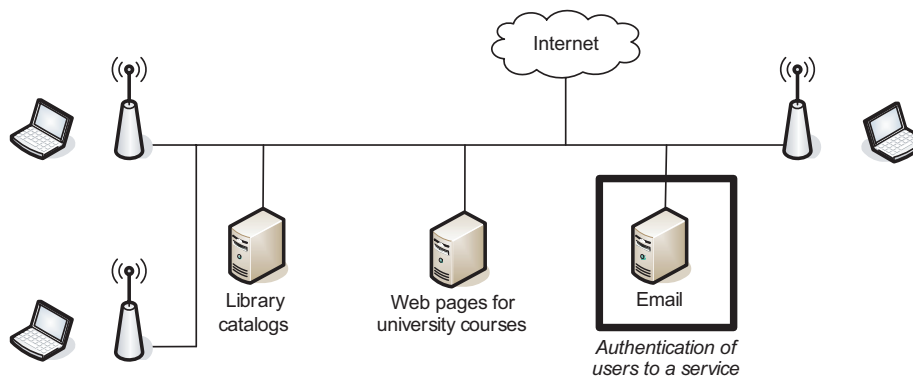 Internet
Library
catalogs
Web pages for
university courses
Email
Authentication of
users to a service